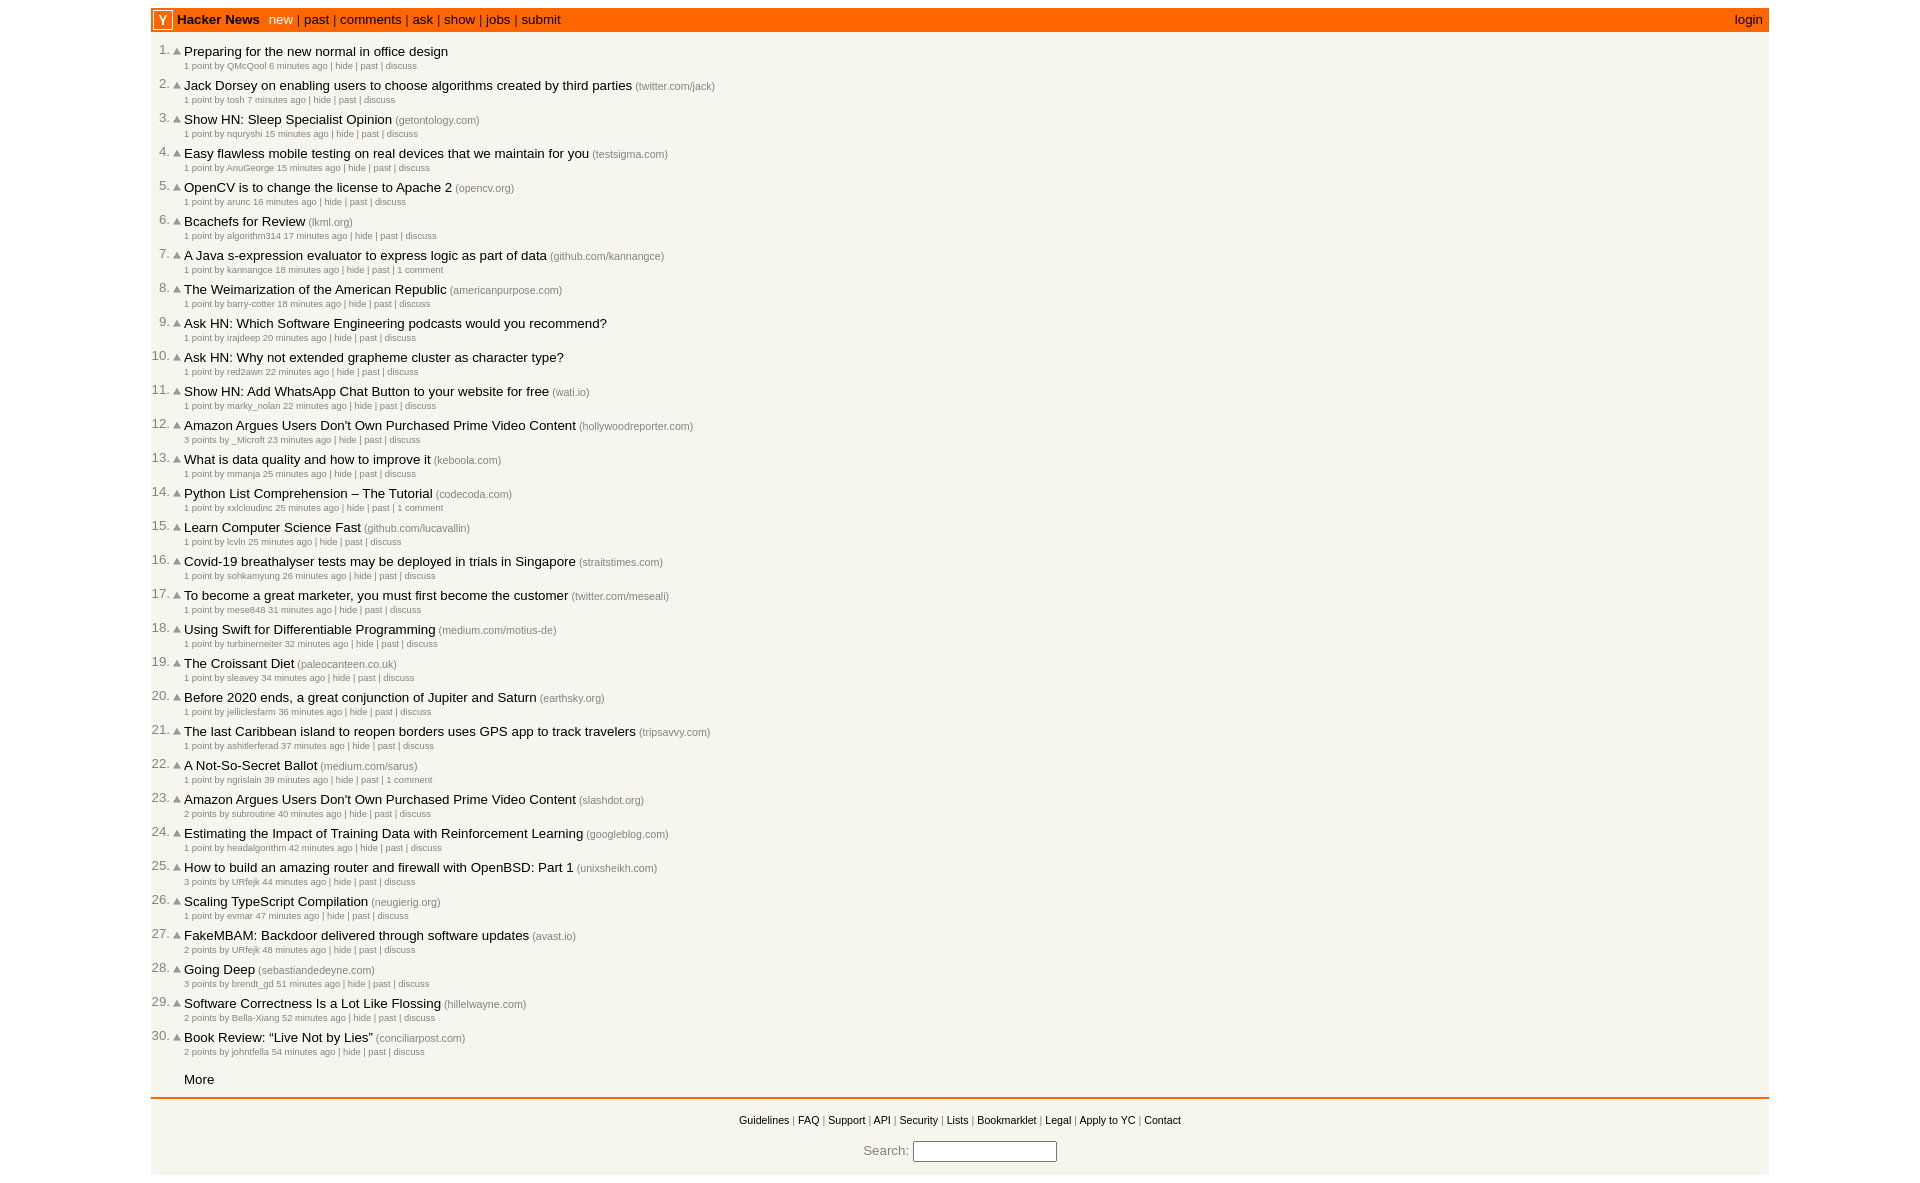 Y Hacker News new | past | comments | ask | show | jobs | submit login
1. Preparing for the new normal in office design
1 point by QMcQool 6 minutes ago | hide | past | discuss
2. Jack Dorsey on enabling users to choose algorithms created by third parties (twitter.com/jack)
1 point by tosh 7 minutes ago | hide | past | discuss
3. Show HN: Sleep Specialist Opinion (getontology.com)
1 point by nquryshi 15 minutes ago | hide | past | discuss
4. Easy flawless mobile testing on real devices that we maintain for you (testsigma.com)
1 point by AnuGeorge 15 minutes ago | hide | past | discuss
5. OpenCV is to change the license to Apache 2 (opencv.org)
1 point by arunc 16 minutes ago | hide | past | discuss
6. Bcachefs for Review (lkml.org)
1 point by algorithm314 17 minutes ago | hide | past | discuss
7. A Java s-expression evaluator to express logic as part of data (github.com/kannangce)
1 point by kannangce 18 minutes ago | hide | past | 1 comment
8. The Weimarization of the American Republic (americanpurpose.com)
1 point by barry-cotter 18 minutes ago | hide | past | discuss
9. Ask HN: Which Software Engineering podcasts would you recommend?
1 point by irajdeep 20 minutes ago | hide | past | discuss
10. Ask HN: Why not extended grapheme cluster as character type?
1 point by red2awn 22 minutes ago | hide | past | discuss
11. Show HN: Add WhatsApp Chat Button to your website for free (wati.io)
1 point by marky_nolan 22 minutes ago | hide | past | discuss
12. Amazon Argues Users Don't Own Purchased Prime Video Content (hollywoodreporter.com)
3 points by _Microft 23 minutes ago | hide | past | discuss
13. What is data quality and how to improve it (keboola.com)
1 point by mmanja 25 minutes ago | hide | past | discuss
14. Python List Comprehension – The Tutorial (codecoda.com)
1 point by xxlcloudinc 25 minutes ago | hide | past | 1 comment
15. Learn Computer Science Fast (github.com/lucavallin)
1 point by lcvln 25 minutes ago | hide | past | discuss
16. Covid-19 breathalyser tests may be deployed in trials in Singapore (straitstimes.com)
1 point by sohkamyung 26 minutes ago | hide | past | discuss
17. To become a great marketer, you must first become the customer (twitter.com/meseali)
1 point by mese848 31 minutes ago | hide | past | discuss
18. Using Swift for Differentiable Programming (medium.com/motius-de)
1 point by turbinerneiter 32 minutes ago | hide | past | discuss
19. The Croissant Diet (paleocanteen.co.uk)
1 point by sleavey 34 minutes ago | hide | past | discuss
20. Before 2020 ends, a great conjunction of Jupiter and Saturn (earthsky.org)
1 point by jelliclesfarm 36 minutes ago | hide | past | discuss
21. The last Caribbean island to reopen borders uses GPS app to track travelers (tripsavvy.com)
1 point by ashitlerferad 37 minutes ago | hide | past | discuss
22. A Not-So-Secret Ballot (medium.com/sarus)
1 point by ngrislain 39 minutes ago | hide | past | 1 comment
23. Amazon Argues Users Don't Own Purchased Prime Video Content (slashdot.org)
2 points by subroutine 40 minutes ago | hide | past | discuss
24. Estimating the Impact of Training Data with Reinforcement Learning (googleblog.com)
1 point by headalgorithm 42 minutes ago | hide | past | discuss
25. How to build an amazing router and firewall with OpenBSD: Part 1 (unixsheikh.com)
3 points by URfejk 44 minutes ago | hide | past | discuss
26. Scaling TypeScript Compilation (neugierig.org)
1 point by evmar 47 minutes ago | hide | past | discuss
27. FakeMBAM: Backdoor delivered through software updates (avast.io)
2 points by URfejk 48 minutes ago | hide | past | discuss
28. Going Deep (sebastiandedeyne.com)
3 points by brendt_gd 51 minutes ago | hide | past | discuss
29. Software Correctness Is a Lot Like Flossing (hillelwayne.com)
2 points by Bella-Xiang 52 minutes ago | hide | past | discuss
30. Book Review: “Live Not by Lies” (conciliarpost.com)
2 points by johntfella 54 minutes ago | hide | past | discuss
More
Guidelines | FAQ | Support | API | Security | Lists | Bookmarklet | Legal | Apply to YC | Contact
Search: